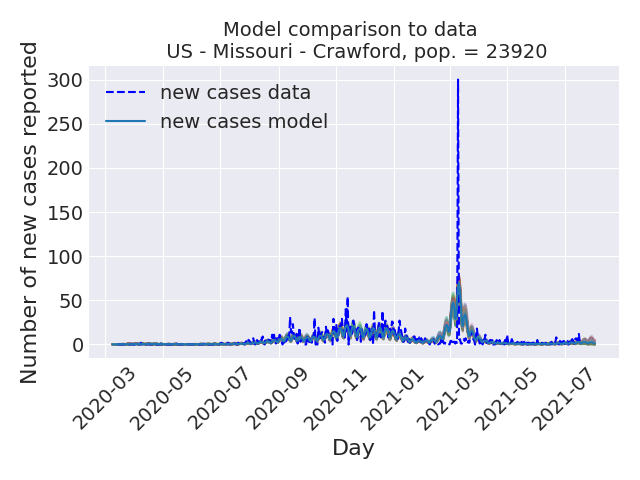 Model comparison to data
US - Missouri - Crawford, pop. = 23920
Number of new cases reported
300
250
200
150
100
50
0
new cases data
new cases model
2020-03
2020-05
2020-07
2020-09
2020-11
2021-01
2021-03
2021-05
2021-07
Day